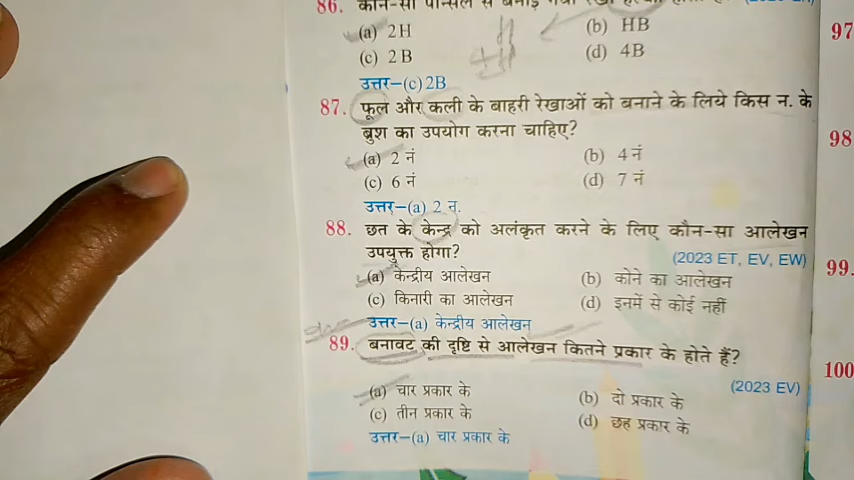 86.
(a) 2H (b) HB
(c) 2B (d) 4B
उत्तर–(c) 2B
87. फूल और कली के बाहरी रेखाओं को बनाने के लिये किस न. के
ब्रुश का उपयोग करना चाहिए?
(a) 2 नं (b) 4 नं
(c) 6 नं (d) 7 नं
उत्तर–(a) 2 न.
88. छत के केन्द्र को अलंकृत करने के लिए कौन-सा आलेखन
उपयुक्त होगा? (2023 ET, EV, EW)
(a) केन्द्रीय आलेखन (b) कोने का आलेखन
(c) किनारी का आलेखन (d) इनमें से कोई नहीं
उत्तर–(a) केन्द्रीय आलेखन
89. बनावट की दृष्टि से आलेखन कितने प्रकार के होते हैं?
(2023 EV)
(a) चार प्रकार के (b) दो प्रकार के
(c) तीन प्रकार के (d) छह प्रकार के
उत्तर–(a) चार प्रकार के
97
98
99.
100